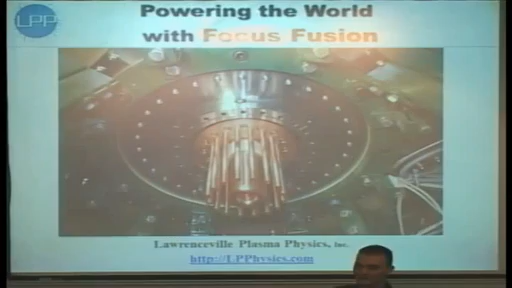 LPP
Powering the World
with Focus Fusion
Lawrenceville Plasma Physics, Inc.
http://LPPhysics.com